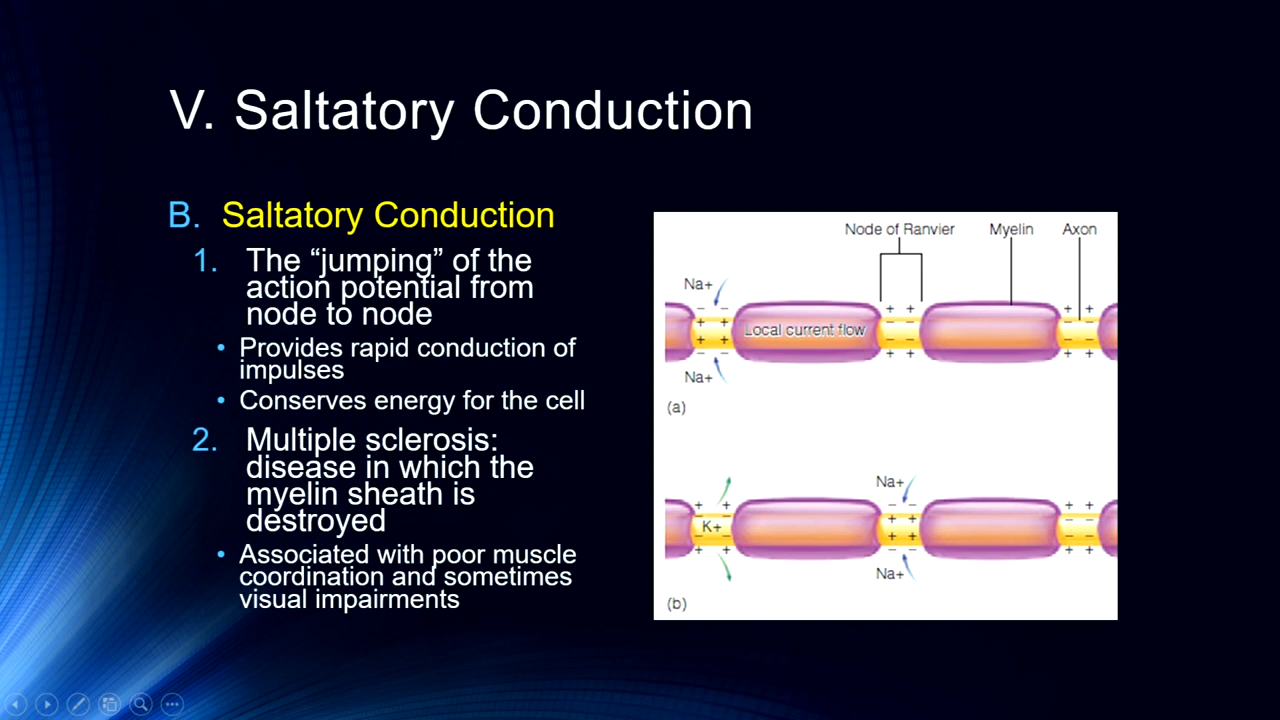 V. Saltatory Conduction
B. Saltatory Conduction
1. The “jumping” of the
action potential from
node to node
• Provides rapid conduction of
impulses
• Conserves energy for the cell
2. Multiple sclerosis:
disease in which the
myelin sheath is
destroyed
• Associated with poor muscle
coordination and sometimes
visual impairments
Node of Ranvier Myelin Axon
Na+
Local current flow
Na+
(a)
Na+
K+
Na+
(b)